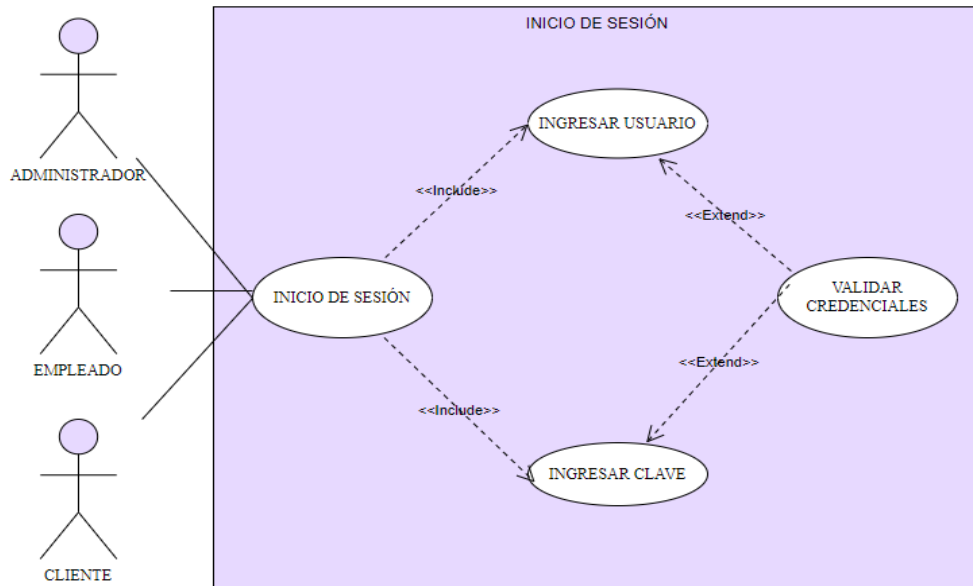 INICIO DE SESIÓN
INGRESAR USUARIO
ADMINISTRADOR
<<Include>>
<<Extend>>
INICIO DE SESIÓN
VALIDAR
CREDENCIALES
EMPLEADO
<<Extend>>
<<Include>>
INGRESAR CLAVE
CLIENTE